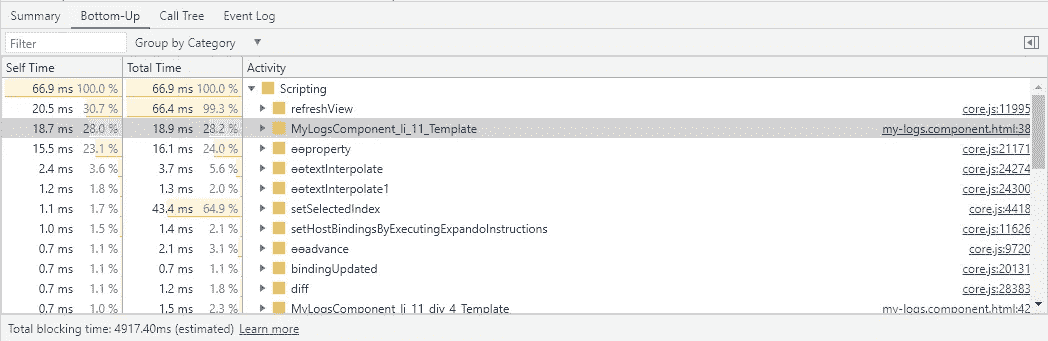 Summary Bottom-Up Call Tree Event Log
Filter Group by Category ▼
Self Time Total Time Activity
66.9 ms 100.0 % 66.9 ms 100.0 % ▼ Scripting
20.5 ms 30.7 % 66.4 ms 99.3 % ▶ refreshView core.js:11995
18.7 ms 28.0 % 18.9 ms 28.2 % ▶ MyLogsComponent_li_11_Template my-logs.component.html:38
15.5 ms 23.1 % 16.1 ms 24.0 % ▶ ɵɵproperty core.js:21171
2.4 ms 3.6 % 3.7 ms 5.6 % ▶ ɵɵtextInterpolate core.js:24274
1.2 ms 1.8 % 1.3 ms 2.0 % ▶ ɵɵtextInterpolate1 core.js:24300
1.1 ms 1.7 % 43.4 ms 64.9 % ▶ setSelectedIndex core.js:4418
1.0 ms 1.5 % 1.4 ms 2.1 % ▶ setHostBindingsByExecutingExpandoInstructions core.js:11626
0.7 ms 1.1 % 2.1 ms 3.1 % ▶ ɵɵadvance core.js:9720
0.7 ms 1.1 % 0.7 ms 1.1 % ▶ bindingUpdated core.js:20131
0.7 ms 1.1 % 1.2 ms 1.8 % ▶ diff core.js:28383
0.7 ms 1.0 % 1.5 ms 2.3 % ▶ MyLogsComponent_li_11_div_4_Template my-logs.component.html:42
Total blocking time: 4917.40ms (estimated) Learn more